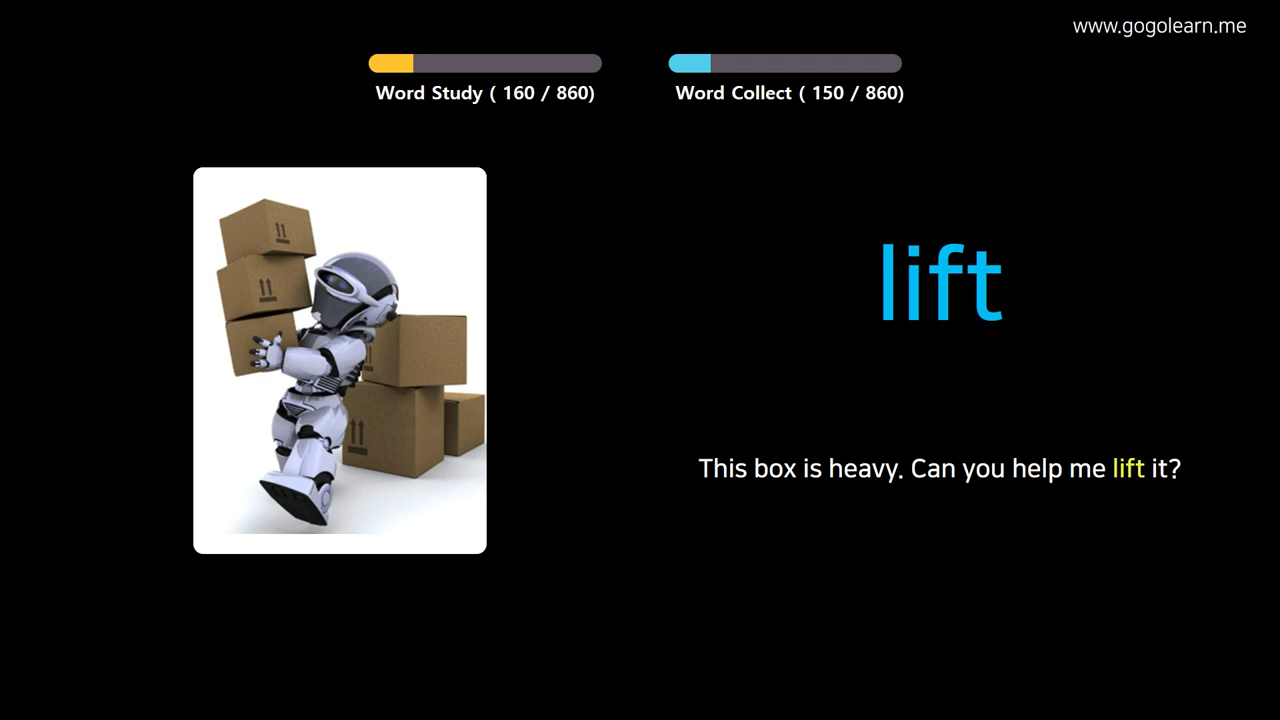 www.gogolearn.me
Word Study ( 160 / 860)
Word Collect ( 150 / 860)
lift
This box is heavy. Can you help me lift it?